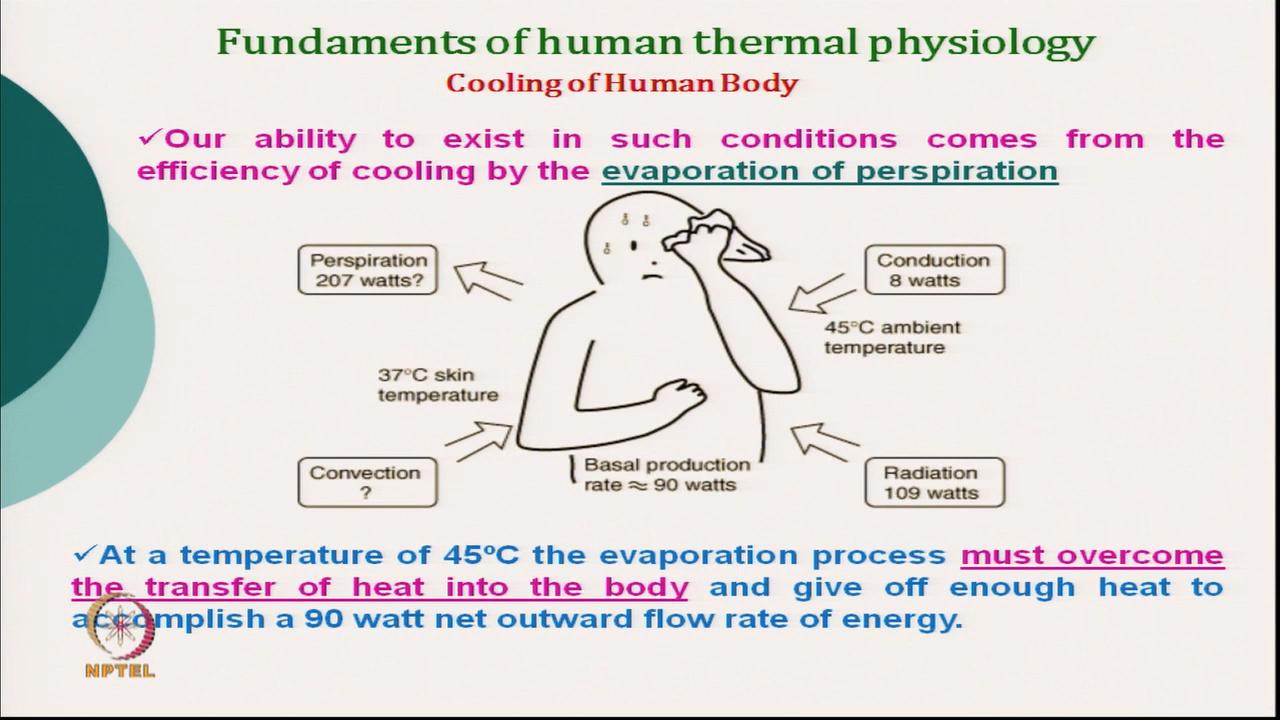 Fundaments of human thermal physiology
Cooling of Human Body
✓Our ability to exist in such conditions comes from the
efficiency of cooling by the evaporation of perspiration
Perspiration
207 watts?
Conduction
8 watts
45°C ambient
temperature
37°C skin
temperature
Convection
?
Basal production
rate ≈ 90 watts
Radiation
109 watts
✓At a temperature of 45ºC the evaporation process must overcome
the transfer of heat into the body and give off enough heat to
accomplish a 90 watt net outward flow rate of energy.
NPTEL